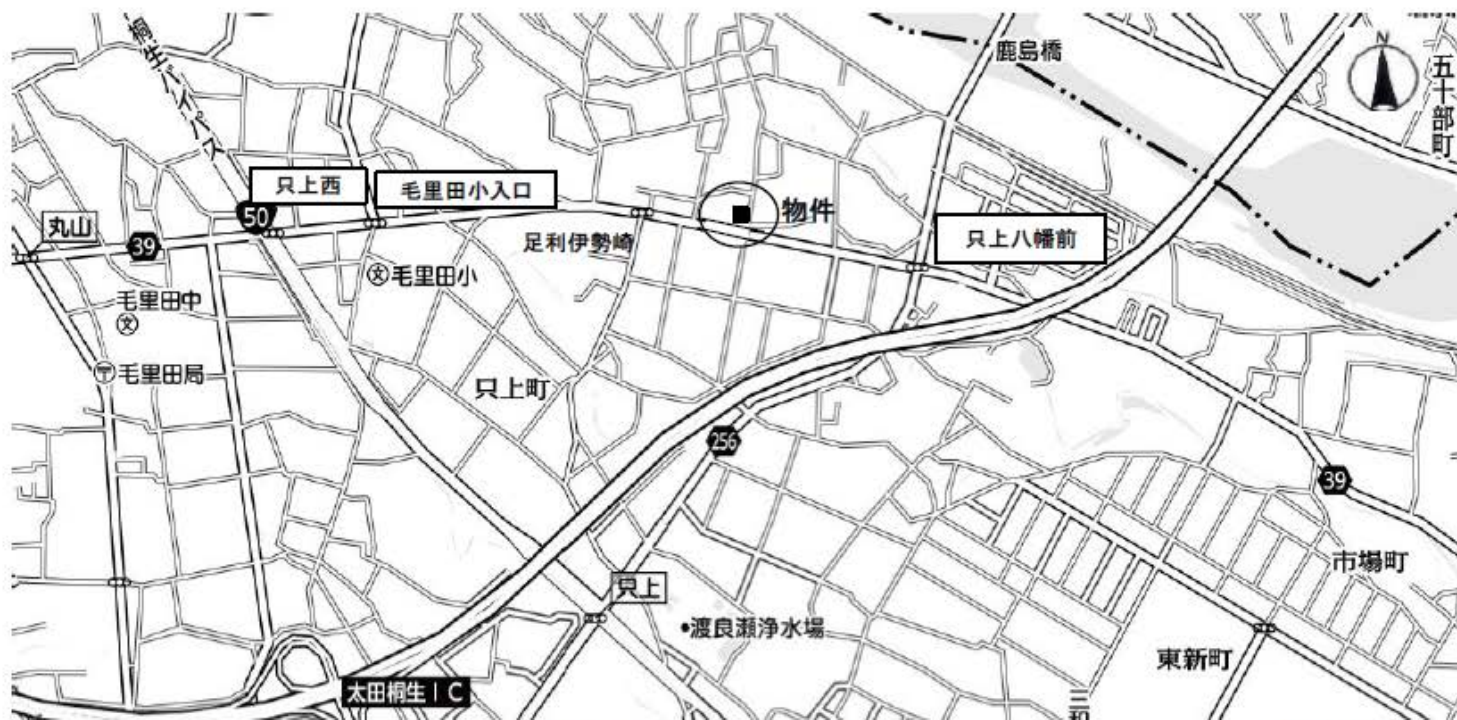 鹿島橋
N
五十部町
桐生バイパス
只上西
毛里田小入口
50
物件
丸山
39
足利伊勢崎
只上八幡前
毛里田小
文
毛里田中
文
〒毛里田局
只上町
256
39
市場町
只上
•渡良瀬浄水場
東新町
太田桐生IC
三和